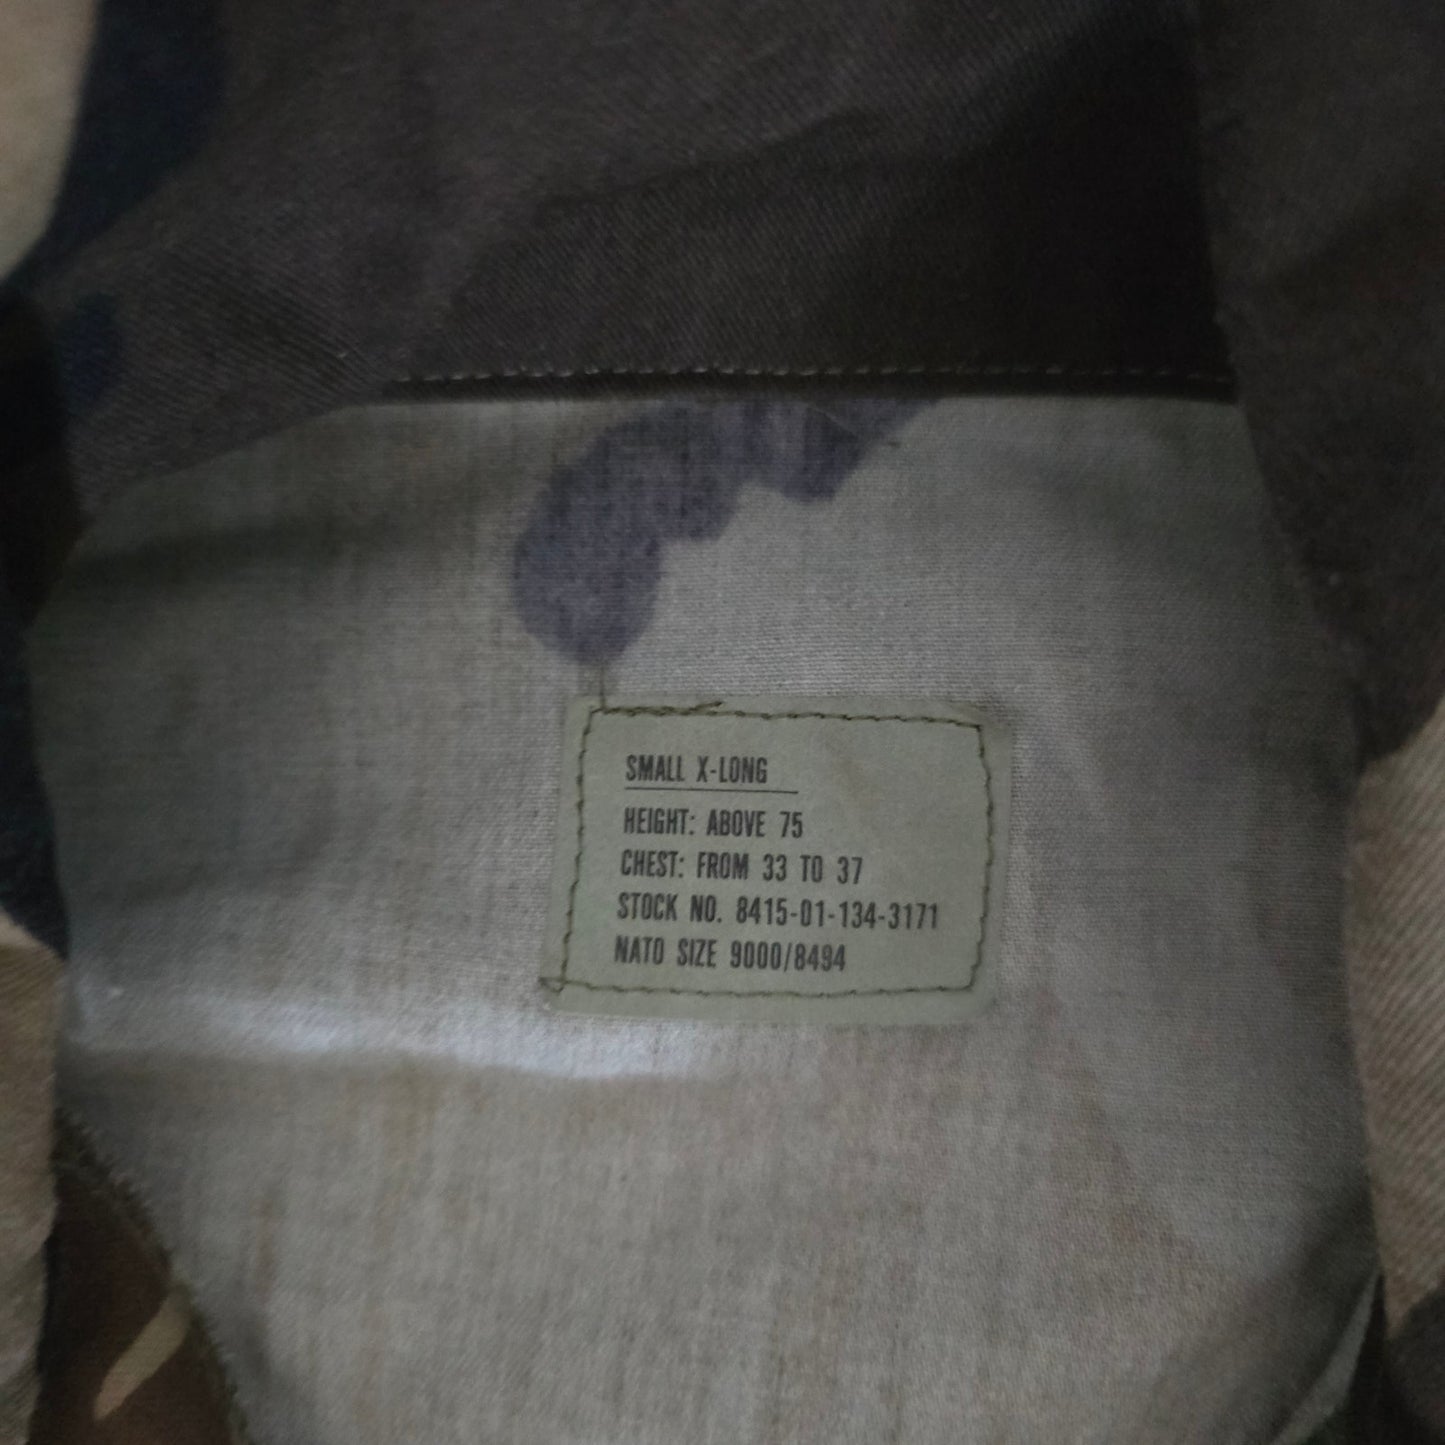 SMALL X-LONG
HEIGHT: ABOVE 75
CHEST: FROM 33 TO 37
STOCK NO. 8415-01-134-3171
NATO SIZE 9000/8494